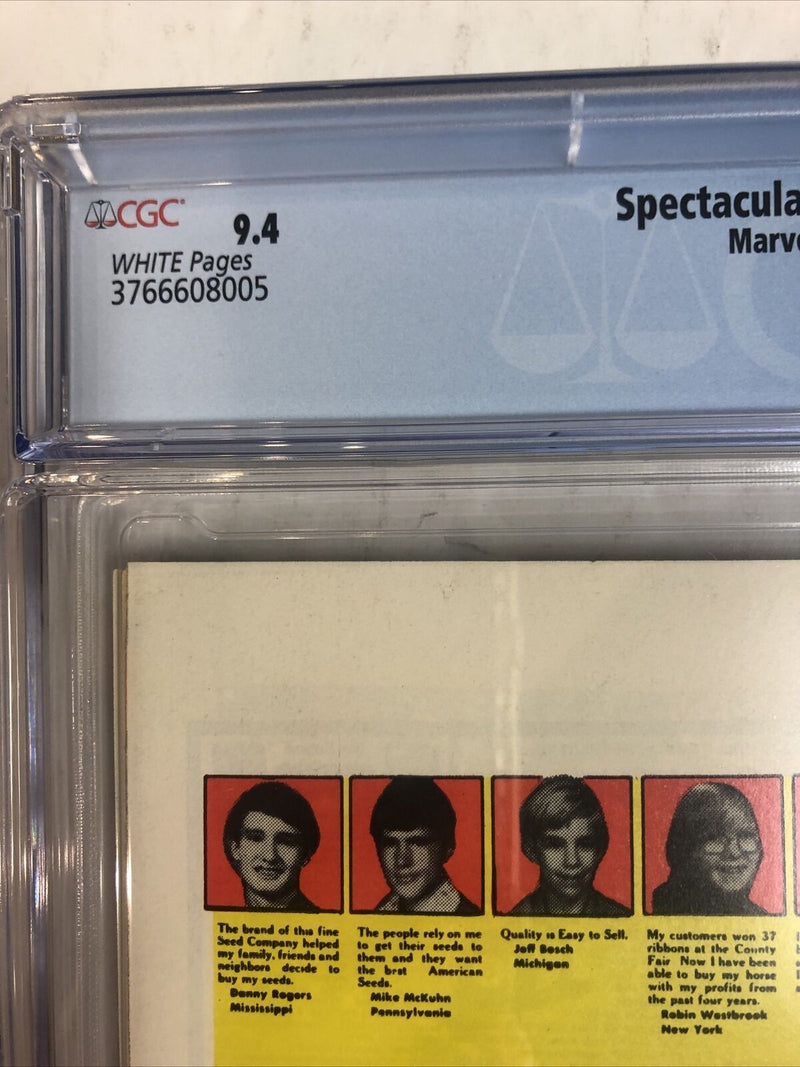 CGC
9.4
WHITE Pages
3766608005
Spectacula
Marve
The brand of this fine
Seed Company helped
my family, friends and
neighbors decide to
buy my seeds.
Danny Rogers
Mississippi
The people rely on me
to get their seeds to
them and they want
the brst American
Seeds.
Mike McKuhn
Pennsylvania
Quality is Easy to Sell.
Jeff Bosch
Michigan
My customers won 37
ribbons at the County
Fair Now I have been
able to buy my horse
with my profits from
the past four years.
Robin Westbrook
New York